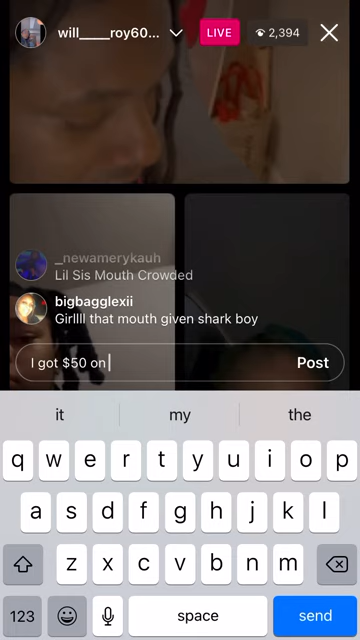 will____roy60...
LIVE
2,394
_newamerykauh
Lil Sis Mouth Crowded
bigbagglexii
Girllll that mouth given shark boy
I got $50 on
Post
it
my
the
q w e r t y u i o p
a s d f g h j k l
z x c v b n m
123
space
send